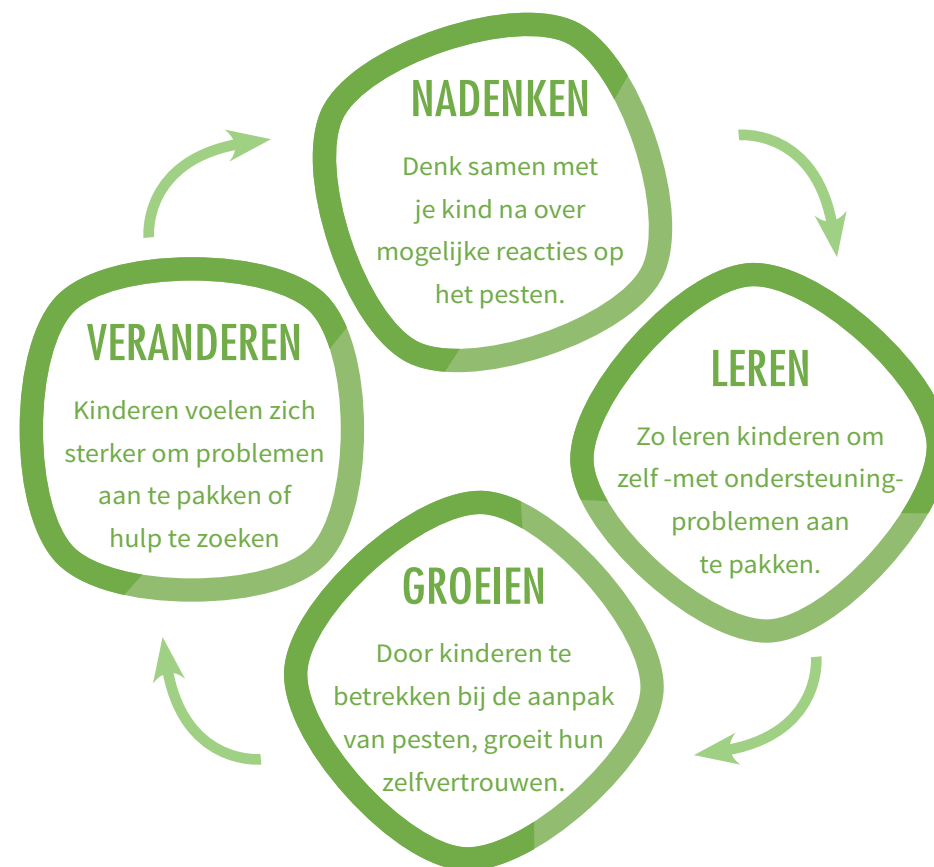 NADENKEN
Denk samen met
je kind na over
mogelijke reacties op
het pesten.
LEREN
Zo leren kinderen om
zelf -met ondersteuning-
problemen aan
te pakken.
GROEIEN
Door kinderen te
betrekken bij de aanpak
van pesten, groeit hun
zelfvertrouwen.
VERANDEREN
Kinderen voelen zich
sterker om problemen
aan te pakken of
hulp te zoeken